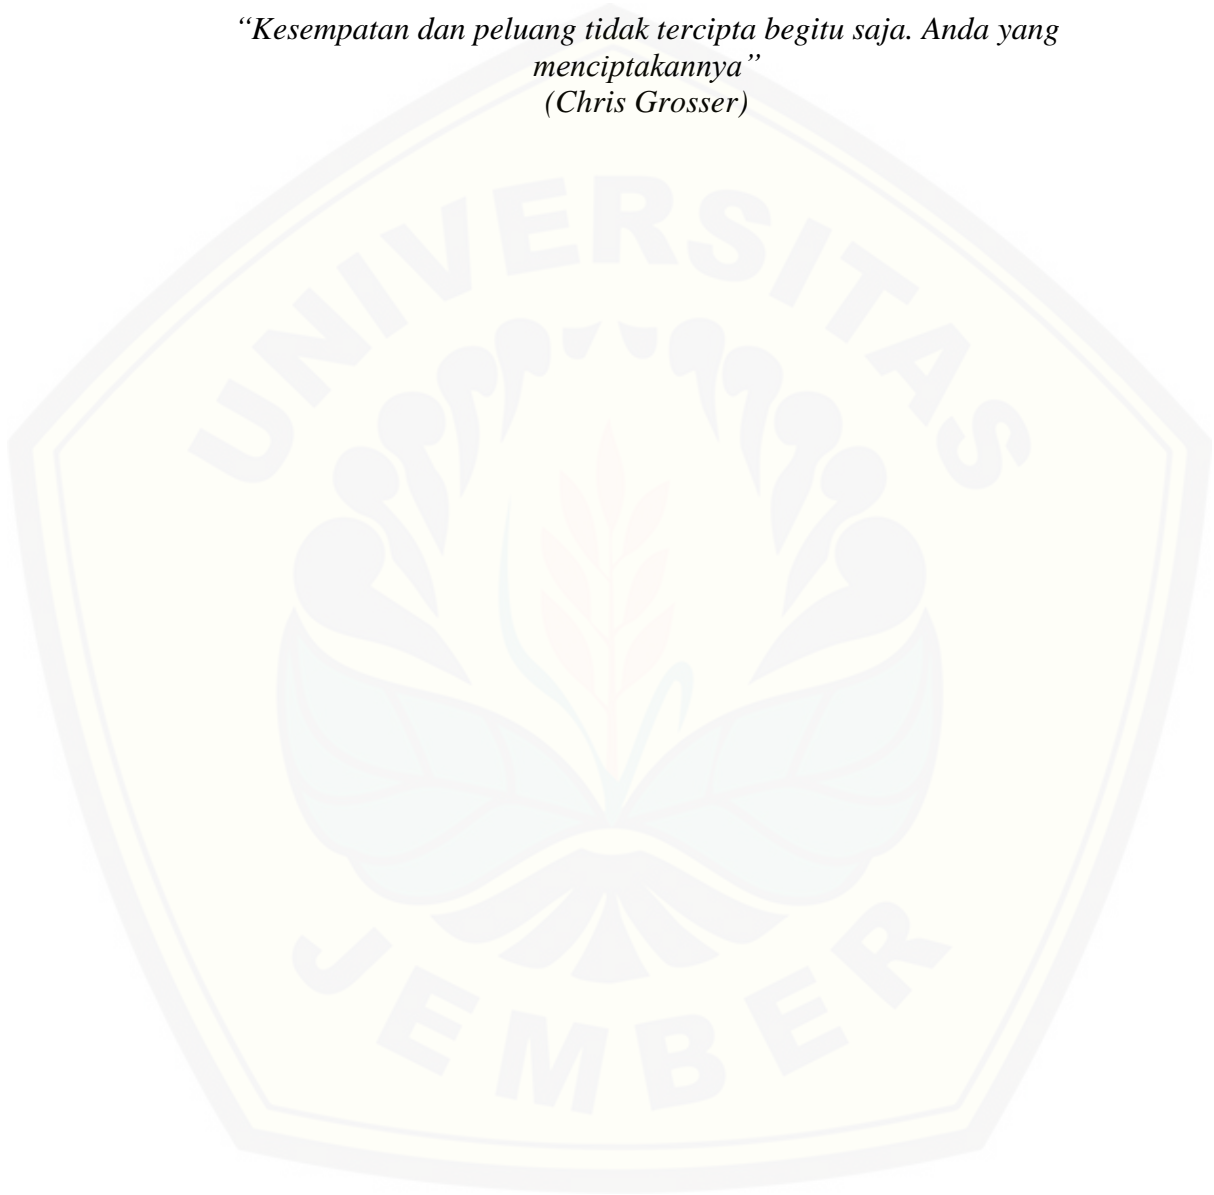 “Kesempatan dan peluang tidak tercipta begitu saja. Anda yang
menciptakannya”
(Chris Grosser)
UNIVERSITAS
JEMBER